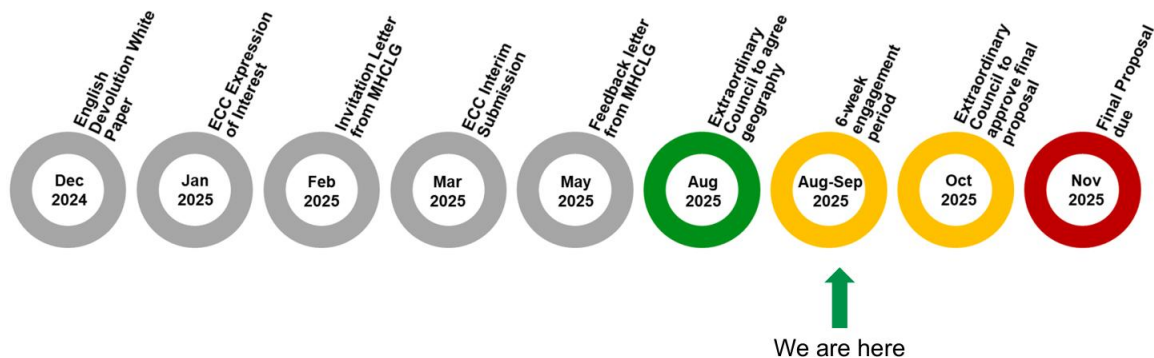 English
Devolution White
Paper
ECC Expression
of Interest
Invitation Letter
from MHCLG
ECC Interim
Submission
Feedback letter
from MHCLG
Extraordinary
Council to agree
geography
6-week
engagement
period
Extraordinary
Council to
approve final
proposal
Final Proposal
due
Dec
2024
Jan
2025
Feb
2025
Mar
2025
May
2025
Aug
2025
Aug-Sep
2025
Oct
2025
Nov
2025
We are here